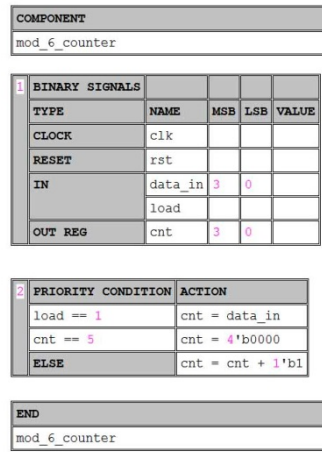 COMPONENT
mod_6_counter
1 BINARY SIGNALS
TYPE NAME MSB LSB VALUE
CLOCK clk
RESET rst
IN data_in 3 0
load
OUT REG cnt 3 0
2 PRIORITY CONDITION ACTION
load == 1 cnt = data_in
cnt == 5 cnt = 4'b0000
ELSE cnt = cnt + 1'b1
END
mod_6_counter